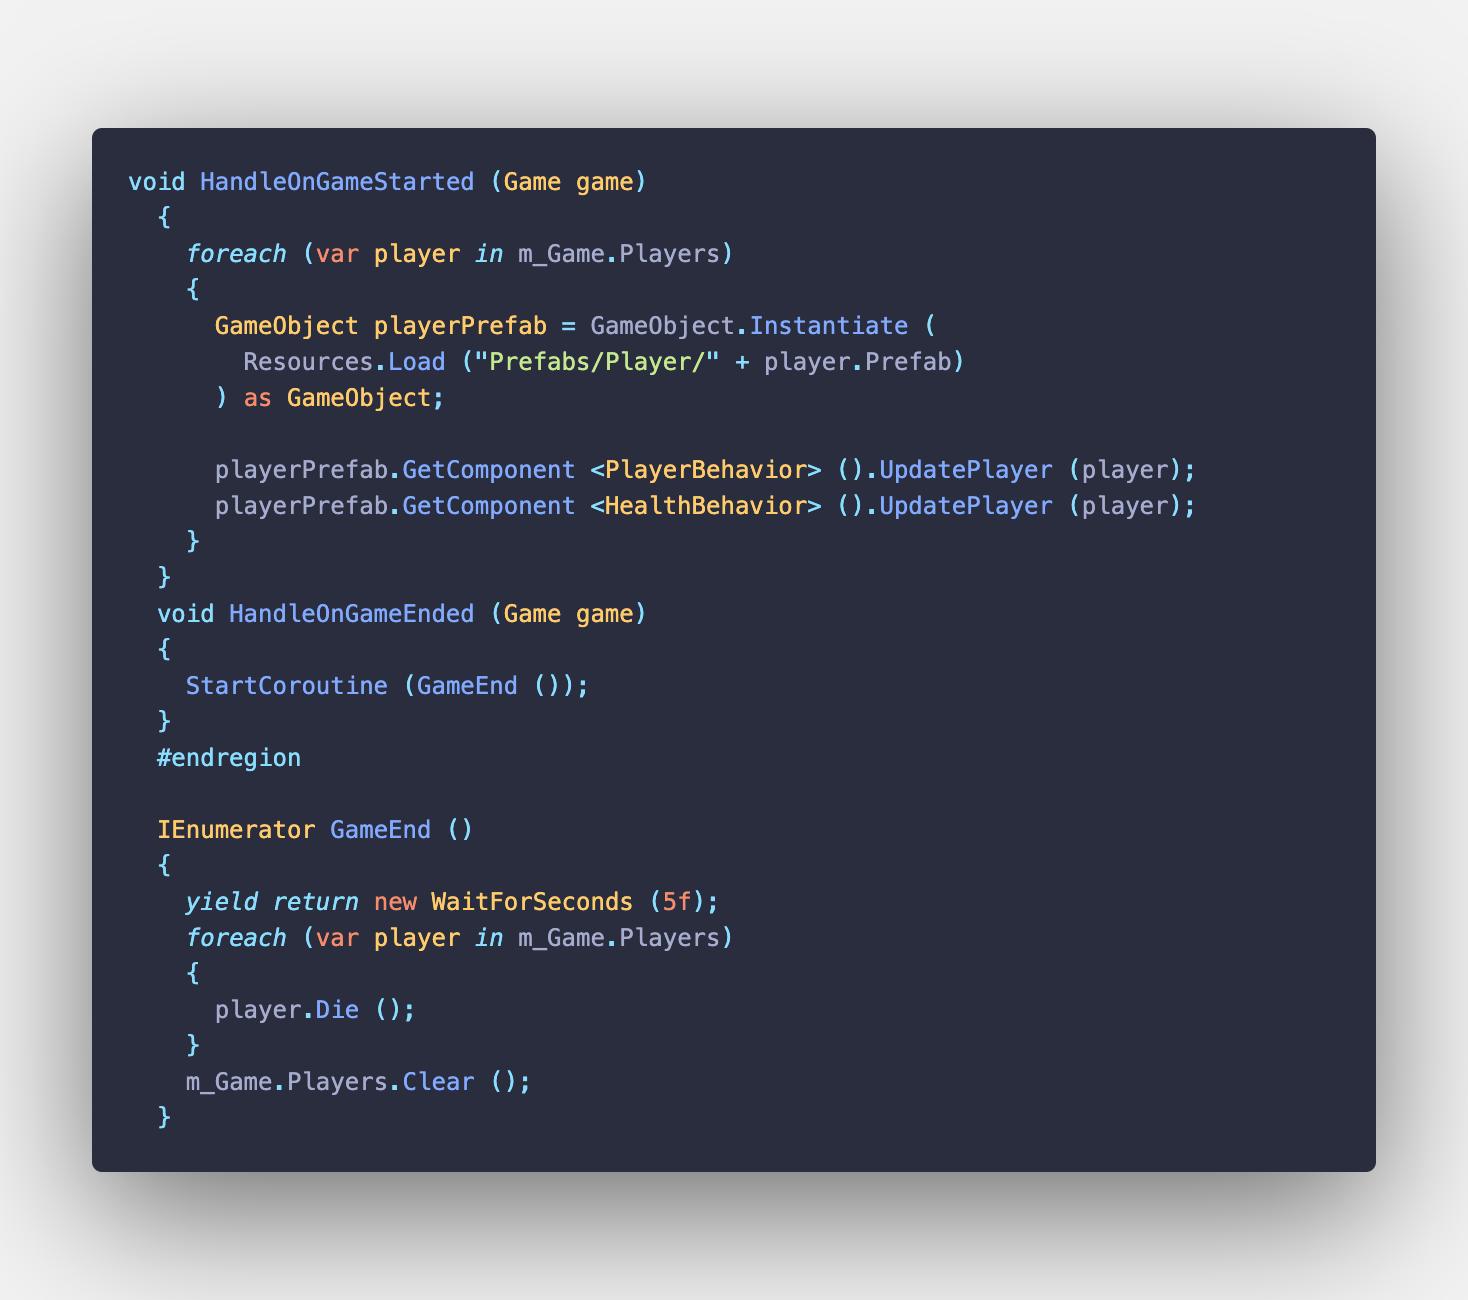 void HandleOnGameStarted (Game game)
  {
    foreach (var player in m_Game.Players)
    {
      GameObject playerPrefab = GameObject.Instantiate (
        Resources.Load ("Prefabs/Player/" + player.Prefab)
      ) as GameObject;

      playerPrefab.GetComponent <PlayerBehavior> ().UpdatePlayer (player);
      playerPrefab.GetComponent <HealthBehavior> ().UpdatePlayer (player);
    }
  }
  void HandleOnGameEnded (Game game)
  {
    StartCoroutine (GameEnd ());
  }
  #endregion

  IEnumerator GameEnd ()
  {
    yield return new WaitForSeconds (5f);
    foreach (var player in m_Game.Players)
    {
      player.Die ();
    }
    m_Game.Players.Clear ();
  }